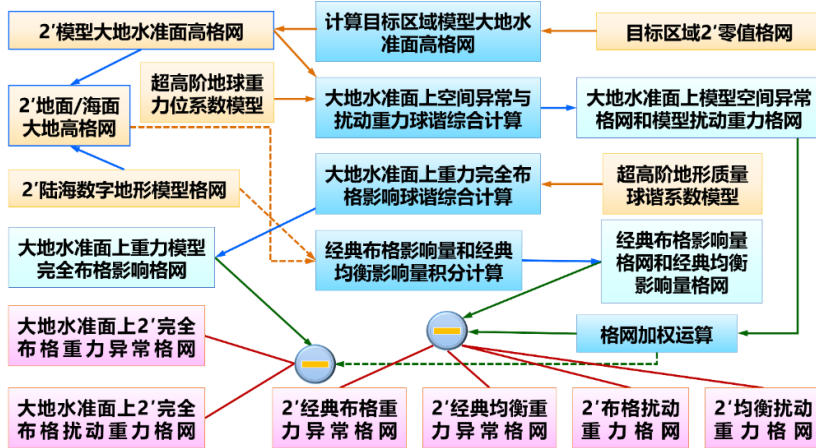 2′模型大地水准面高格网
计算目标区域模型大地水
准面高格网
目标区域2′零值格网
2′地面/海面
大地高格网
超高阶地球重
力位系数模型
大地水准面上空间异常与
扰动重力球谐综合计算
大地水准面上模型空间异常
格网和模型扰动重力格网
2′陆海数字地形模型格网
大地水准面上重力完全布
格影响球谐综合计算
超高阶地形质量
球谐系数模型
大地水准面上重力模型
完全布格影响格网
经典布格影响量和经典
均衡影响量积分计算
经典布格影响量
格网和经典均衡
影响量格网
大地水准面上2′完全
布格重力异常格网
格网加权运算
大地水准面上2′完全
布格扰动重力格网
2′经典布格重
力异常格网
2′经典均衡重
力异常格网
2′布格扰动
重力格网
2′均衡扰动
重力格网